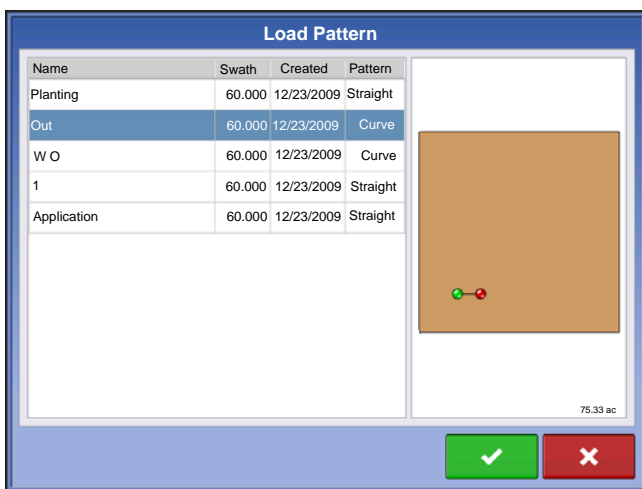 Load Pattern
Name Swath Created Pattern
Planting 60.000 12/23/2009 Straight
Out 60.000 12/23/2009 Curve
W O 60.000 12/23/2009 Curve
1 60.000 12/23/2009 Straight
Application 60.000 12/23/2009 Straight
75.33 ac